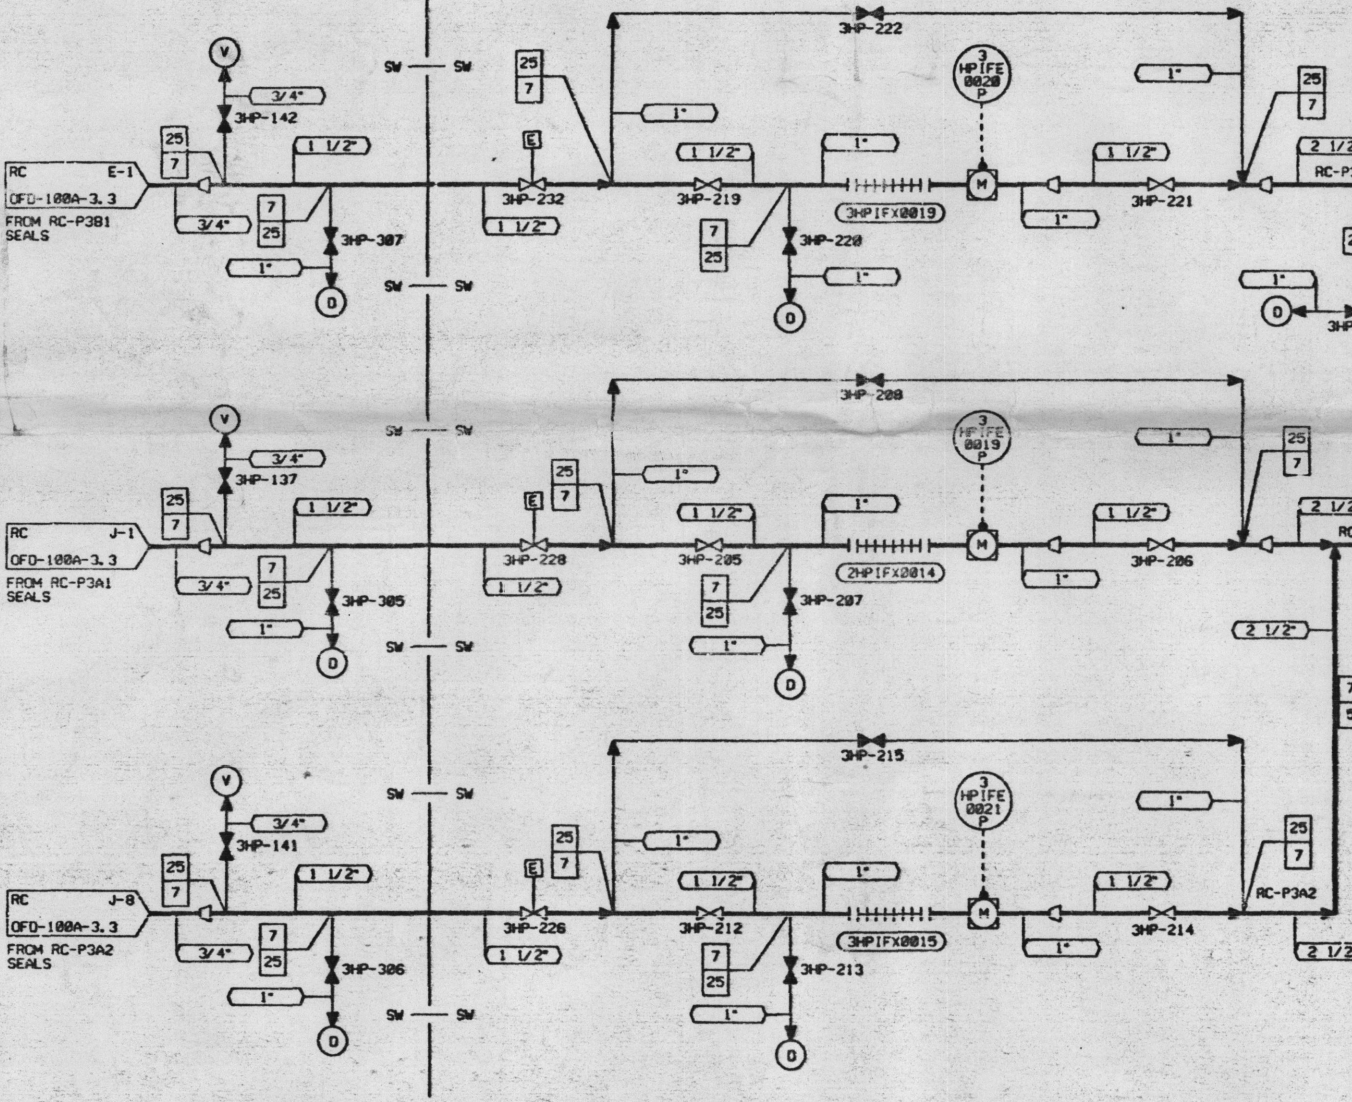 3HP-222
V
SW SW
25
7
3
HPIFE
0020
P
1"
25
7
3/4"
3HP-142
1"
25
7
1 1/2"
E
1 1/2"
1"
1 1/2"
2 1/2"
RC E-1
OFD-100A-3.3
FROM RC-P3B1
SEALS
3HP-232
3HP-219
M
3HP-221
3/4"
7
25
3HP-307
1 1/2"
3HPIFX0019
1"
7
25
3HP-220
1"
SW SW
1"
1"
D
D
D
3HP-208
V
SW SW
3
HPIFE
0019
P
1"
25
7
3/4"
3HP-137
25
7
1"
25
7
1 1/2"
E
1 1/2"
1"
1 1/2"
2 1/2"
RC J-1
OFD-100A-3.3
FROM RC-P3A1
SEALS
3HP-228
3HP-205
M
3HP-206
3/4"
7
25
3HP-305
1 1/2"
2HPIFX0014
1"
7
25
3HP-207
1"
1"
2 1/2"
SW SW
D
D
3HP-215
V
SW SW
3
HPIFE
0021
P
1"
3/4"
3HP-141
25
7
1"
25
7
25
7
1 1/2"
E
1 1/2"
1"
1 1/2"
RC-P3A2
RC J-8
OFD-100A-3.3
FROM RC-P3A2
SEALS
3HP-226
3HP-212
M
3HP-214
3/4"
7
25
3HP-306
1 1/2"
3HPIFX0015
1"
2 1/2"
7
25
3HP-213
1"
1"
SW SW
D
D